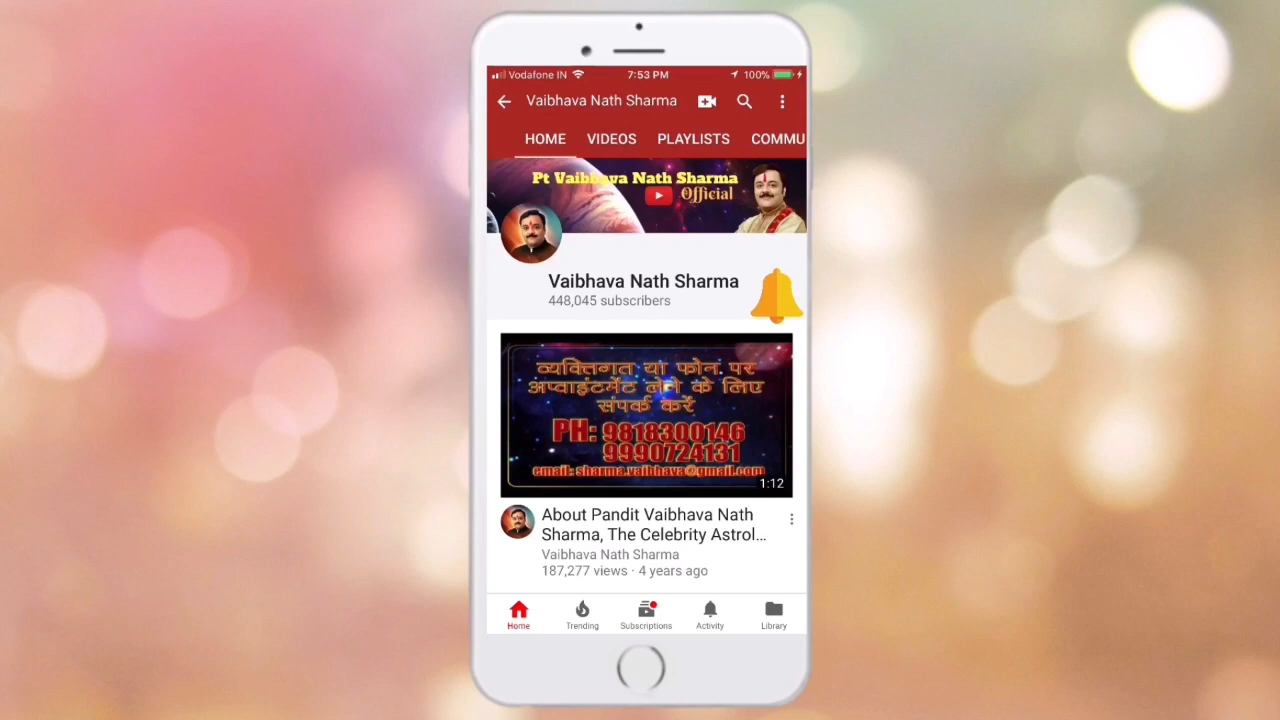 Vodafone IN
7:53 PM
100%
Vaibhava Nath Sharma
HOME VIDEOS PLAYLISTS COMMU
Pt Vaibhava Nath Sharma
Official
Vaibhava Nath Sharma
448,045 subscribers
व्यक्तिगत या फोन पर
अप्वाइंटमेंट लेने के लिए
संपर्क करें
PH: 9818300146
9990724131
email: sharma.vaibhava@gmail.com
1:12
About Pandit Vaibhava Nath
Sharma, The Celebrity Astrol...
Vaibhava Nath Sharma
187,277 views · 4 years ago
Home Trending Subscriptions Activity Library